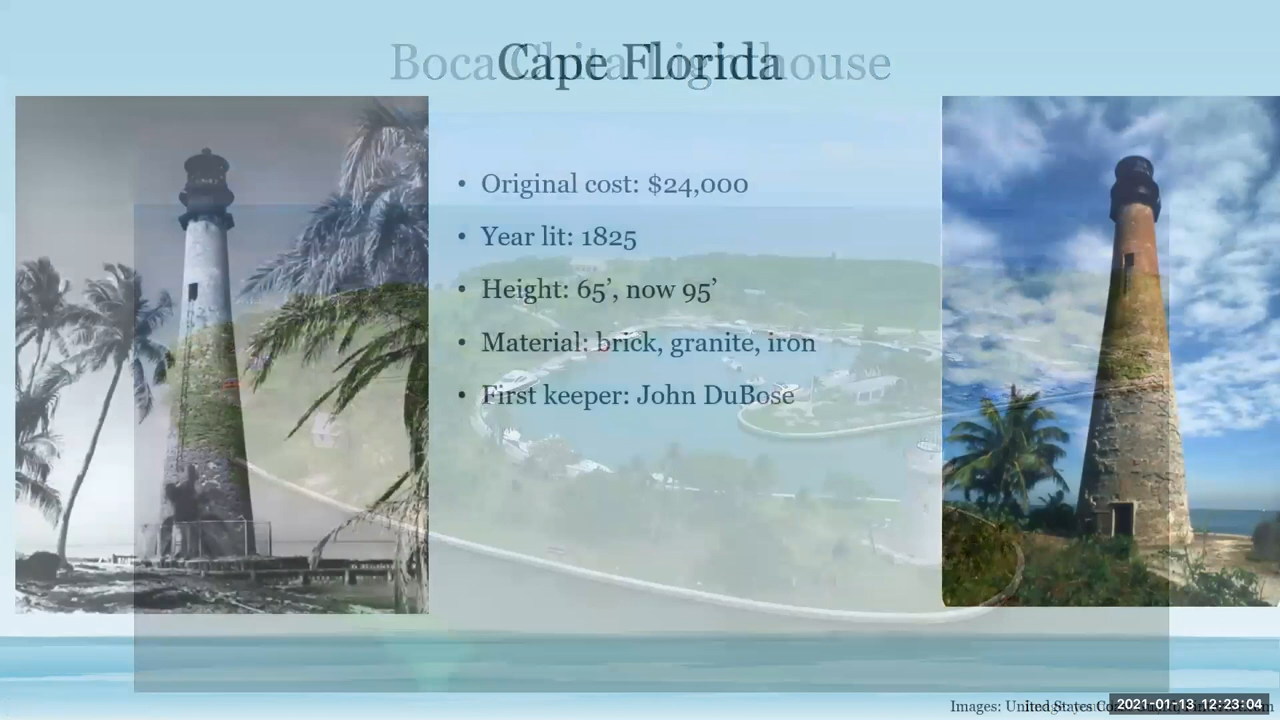 Boca Chita Lighthouse
Cape Florida
• Original cost: $24,000
• Year lit: 1825
• Height: 65’, now 95’
• Material: brick, granite, iron
• First keeper: John DuBose
Images: United States
2021-01-13 12:23:04